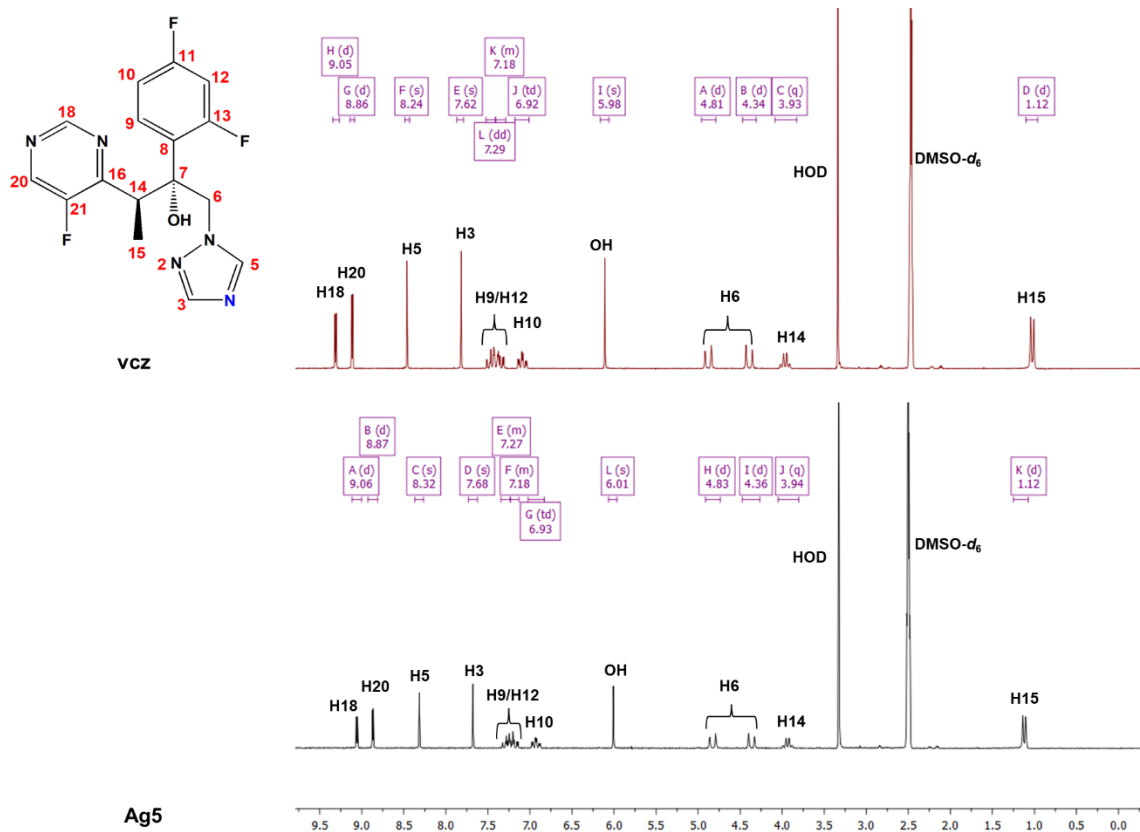 F
11
10
12
13
F
9
8
18
N
N
20
16
14
7
6
21
OH
F
15
N
2 N
5
3
N
vcz
H (d)
9.05
K (m)
7.18
G (d)
8.86
F (s)
8.24
E (s)
7.62
J (td)
6.92
I (s)
5.98
A (d)
4.81
B (d)
4.34
C (q)
3.93
D (d)
1.12
L (dd)
7.29
HOD
DMSO-d6
H18
H20
H5
H3
H9/H12
H10
OH
H6
H14
H15
B (d)
8.87
E (m)
7.27
A (d)
9.06
C (s)
8.32
D (s)
7.68
F (m)
7.18
L (s)
6.01
H (d)
4.83
I (d)
4.36
J (q)
3.94
K (d)
1.12
G (td)
6.93
HOD
DMSO-d6
H18
H20
H5
H3
H9/H12
H10
OH
H6
H14
H15
Ag5
9.5 9.0 8.5 8.0 7.5 7.0 6.5 6.0 5.5 5.0 4.5 4.0 3.5 3.0 2.5 2.0 1.5 1.0 0.5 0.0